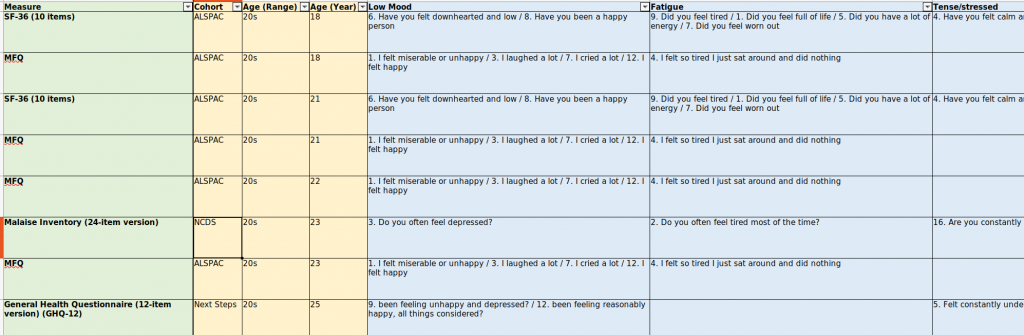 Measure Cohort Age (Range) Age (Year) Low Mood Fatigue Tense/stressed
SF-36 (10 items) ALSPAC 20s 18 6. Have you felt downhearted and low / 8. Have you been a happy 9. Did you feel tired / 1. Did you feel full of life / 5. Did you have a lot of 4. Have you felt calm
person energy / 7. Did you feel worn out
MFQ ALSPAC 20s 18 1. I felt miserable or unhappy / 3. I laughed a lot / 7. I cried a lot / 12. I 4. I felt so tired I just sat around and did nothing
felt happy
SF-36 (10 items) ALSPAC 20s 21 6. Have you felt downhearted and low / 8. Have you been a happy 9. Did you feel tired / 1. Did you feel full of life / 5. Did you have a lot of 4. Have you felt calm
person energy / 7. Did you feel worn out
MFQ ALSPAC 20s 21 1. I felt miserable or unhappy / 3. I laughed a lot / 7. I cried a lot / 12. I 4. I felt so tired I just sat around and did nothing
felt happy
MFQ ALSPAC 20s 22 1. I felt miserable or unhappy / 3. I laughed a lot / 7. I cried a lot / 12. I 4. I felt so tired I just sat around and did nothing
felt happy
Malaise Inventory (24-item version) NCDS 20s 23 3. Do you often feel depressed? 2. Do you often feel tired most of the time? 16. Are you constantly
MFQ ALSPAC 20s 23 1. I felt miserable or unhappy / 3. I laughed a lot / 7. I cried a lot / 12. I 4. I felt so tired I just sat around and did nothing
felt happy
General Health Questionnaire (12-item Next Steps 20s 25 9. been feeling unhappy and depressed? / 12. been feeling reasonably 5. Felt constantly
version) (GHQ-12) happy, all things considered?